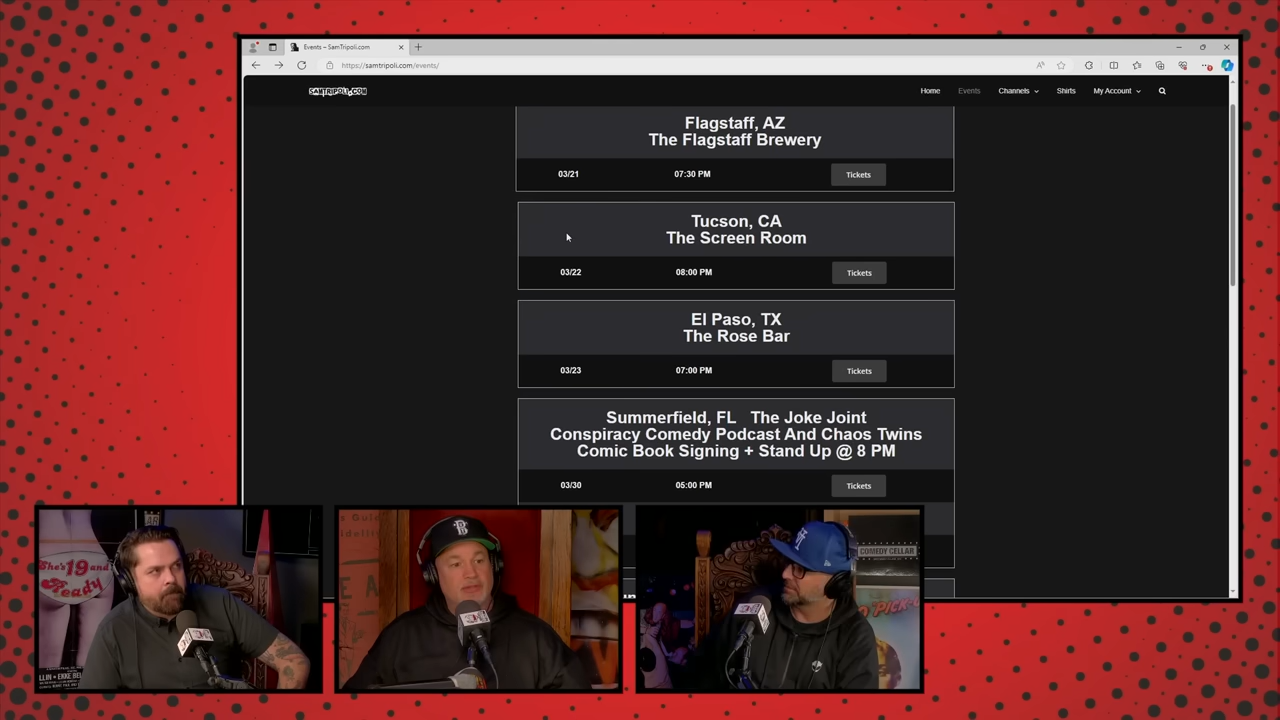 Events – SamTripoli.com
https://samtripoli.com/events/
SAMTRIPOLI.COM
Home
Events
Channels
Shirts
My Account
Flagstaff, AZ
The Flagstaff Brewery
03/21
07:30 PM
Tickets
Tucson, CA
The Screen Room
03/22
08:00 PM
Tickets
El Paso, TX
The Rose Bar
03/23
07:00 PM
Tickets
Summerfield, FL The Joke Joint
Conspiracy Comedy Podcast And Chaos Twins
Comic Book Signing + Stand Up @ 8 PM
03/30
05:00 PM
Tickets
She's 19 and
Ready
B
COMEDY CELLAR